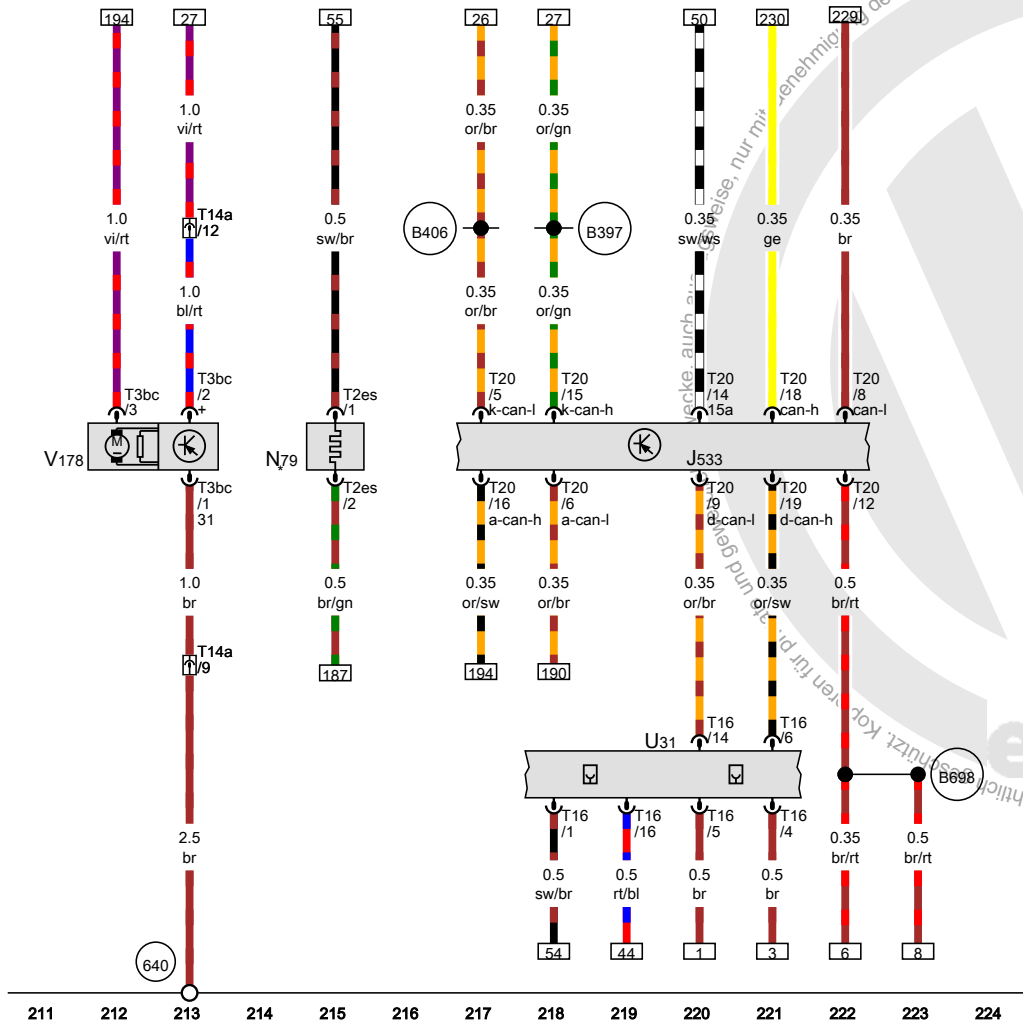 194 27 55 26 27 50 230 229
1.0 0.35 0.35
vi/rt or/br or/gn
T14a
/12
1.0 0.5 0.35 0.35 0.35
vi/rt sw/br B406 B397 sw/ws ge br
1.0 0.35 0.35
bl/rt or/br or/gn
T3bc T20 T20 T20 T20 T20
T3bc /2 T2es /5 /15 /14 /18 /8
/3 + /1 k-can-l k-can-h 15a can-h can-l
M
V178 N79 J533
T3bc T2es T20 T20 T20 T20 T20
/1 /2 /16 /6 /9 /19 /12
31 a-can-h a-can-l d-can-l d-can-h
1.0 0.5 0.35 0.35 0.35 0.35 0.5
br br/gn or/sw or/br or/br or/sw br/rt
T14a
/9
187 194 190
T16 T16
U31 /14 /6
B698
T16 T16 T16 T16
/1 /16 /5 /4
2.5 0.35 0.5
br br/rt br/rt
0.5 0.5 0.5 0.5
sw/br rt/bl br br
54 44 1 3 6 8
640
211 212 213 214 215 216 217 218 219 220 221 222 223 224